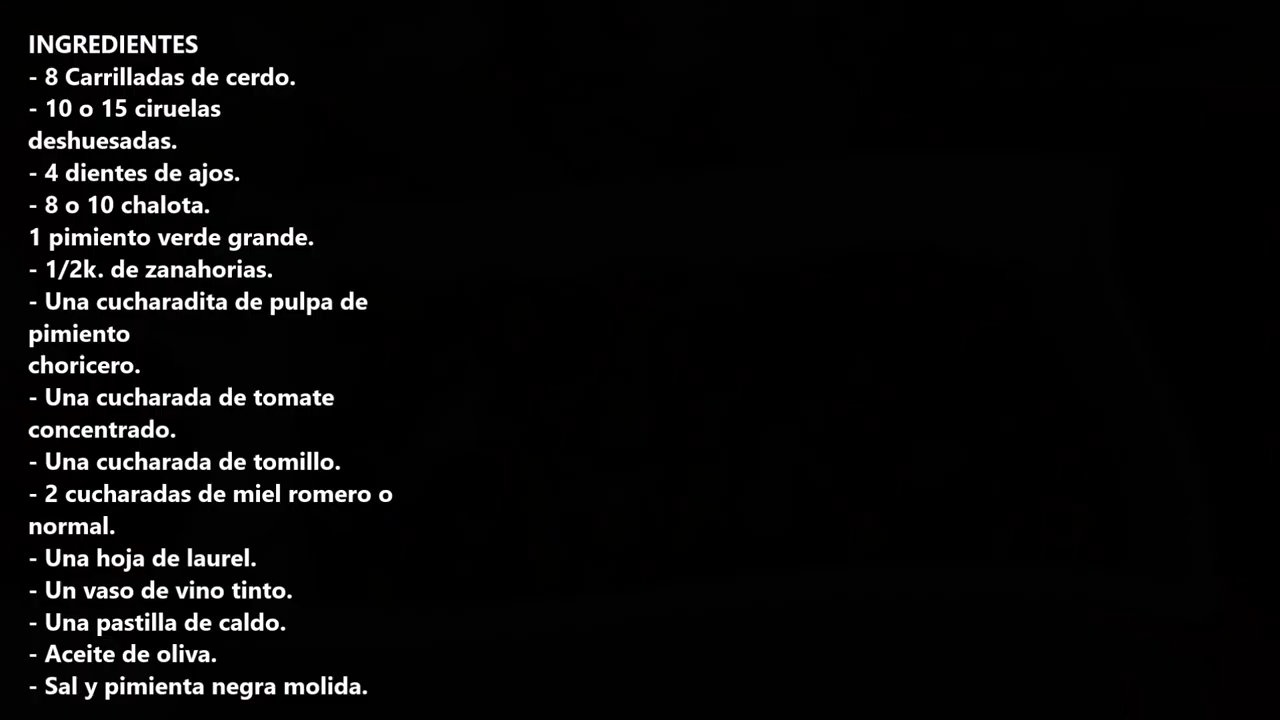 INGREDIENTES
- 8 Carrilladas de cerdo.
- 10 o 15 ciruelas
deshuesadas.
- 4 dientes de ajos.
- 8 o 10 chalota.
1 pimiento verde grande.
- 1/2k. de zanahorias.
- Una cucharadita de pulpa de
pimiento
choricero.
- Una cucharada de tomate
concentrado.
- Una cucharada de tomillo.
- 2 cucharadas de miel romero o
normal.
- Una hoja de laurel.
- Un vaso de vino tinto.
- Una pastilla de caldo.
- Aceite de oliva.
- Sal y pimienta negra molida.